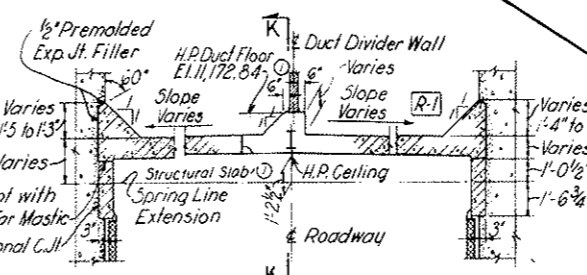 K
½" Premolded
Exp. Jt. Filler
60°
H.P. Duct Floor
El. 11,172.84
1
6"
6"
Duct Divider Wall
Varies
Slope
Varies
Slope
Varies
R-1
Varies
1'-5 to 1'-3"
Varies
1'-4" to
Varies
Varies
1'-0½"
1'-6¾
Structural Slab 1
H.P. Ceiling
Spring Line
Extension
1'-2½"
with
Mastic
C.J.
3"
3"
℄ Roadway
K